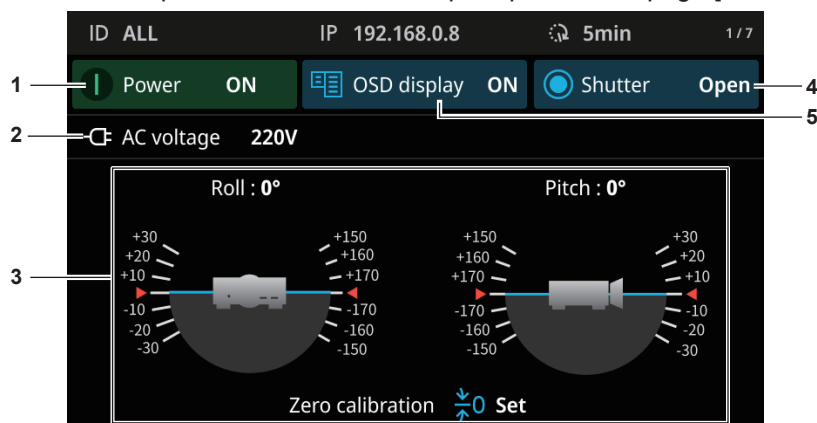 ID ALL IP 192.168.0.8 5min 1 / 7
1 Power ON OSD display ON Shutter Open 4
5
2 AC voltage 220V
Roll : 0° Pitch : 0°
+30 +150 +150 +30
+20 +160 +160 +20
+10 +170 +170 +10
3
-10 -170 -170 -10
-20 -160 -160 -20
-30 -150 -150 -30
Zero calibration 0 Set